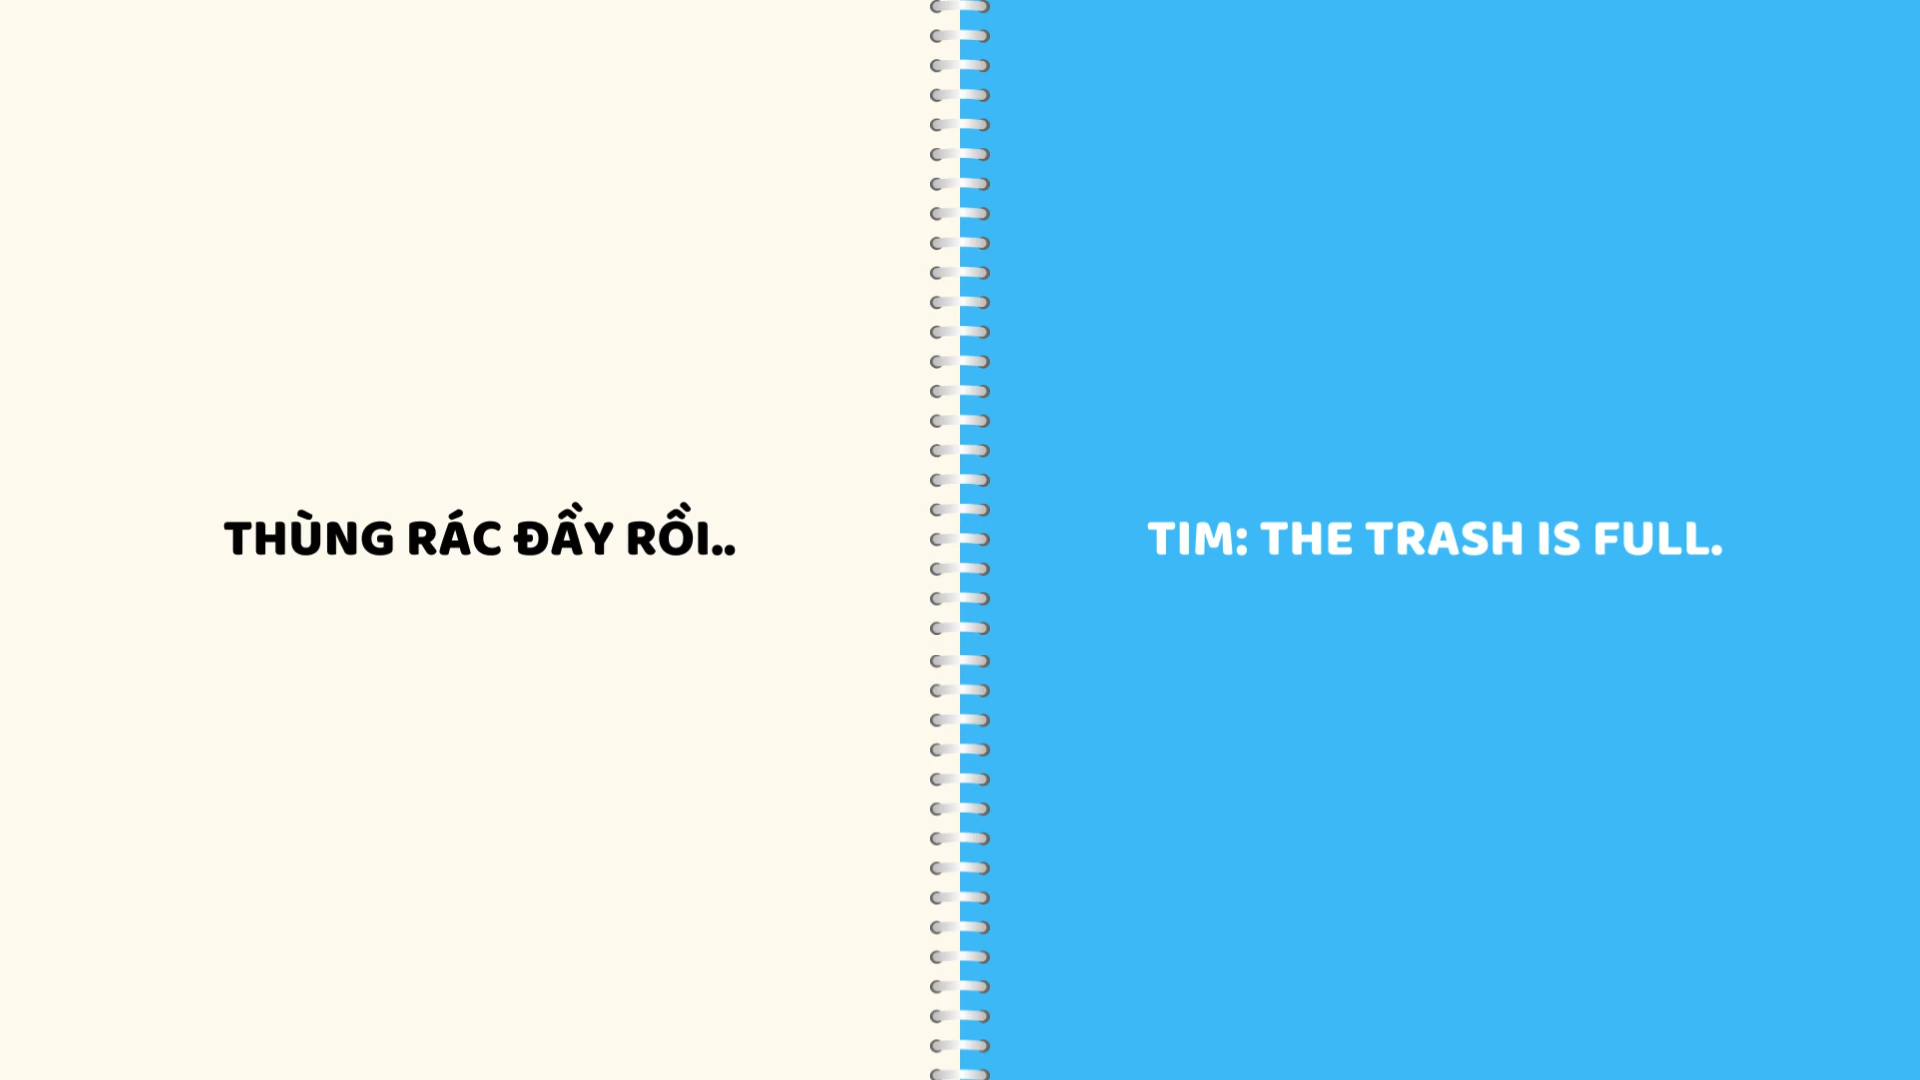 THÙNG RÁC ĐẦY RỒI..
TIM: THE TRASH IS FULL.